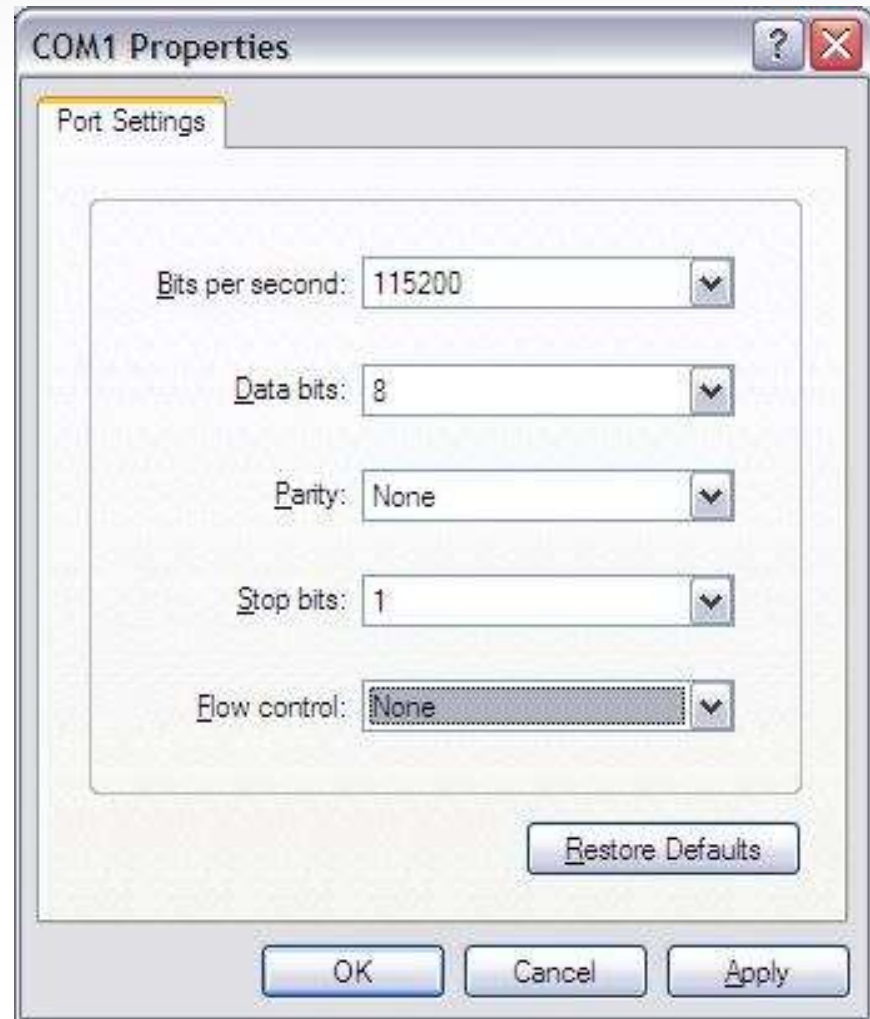 COM1 Properties
?
Port Settings
Bits per second: 115200
Data bits: 8
Parity: None
Stop bits: 1
Flow control: None
Restore Defaults
OK Cancel Apply